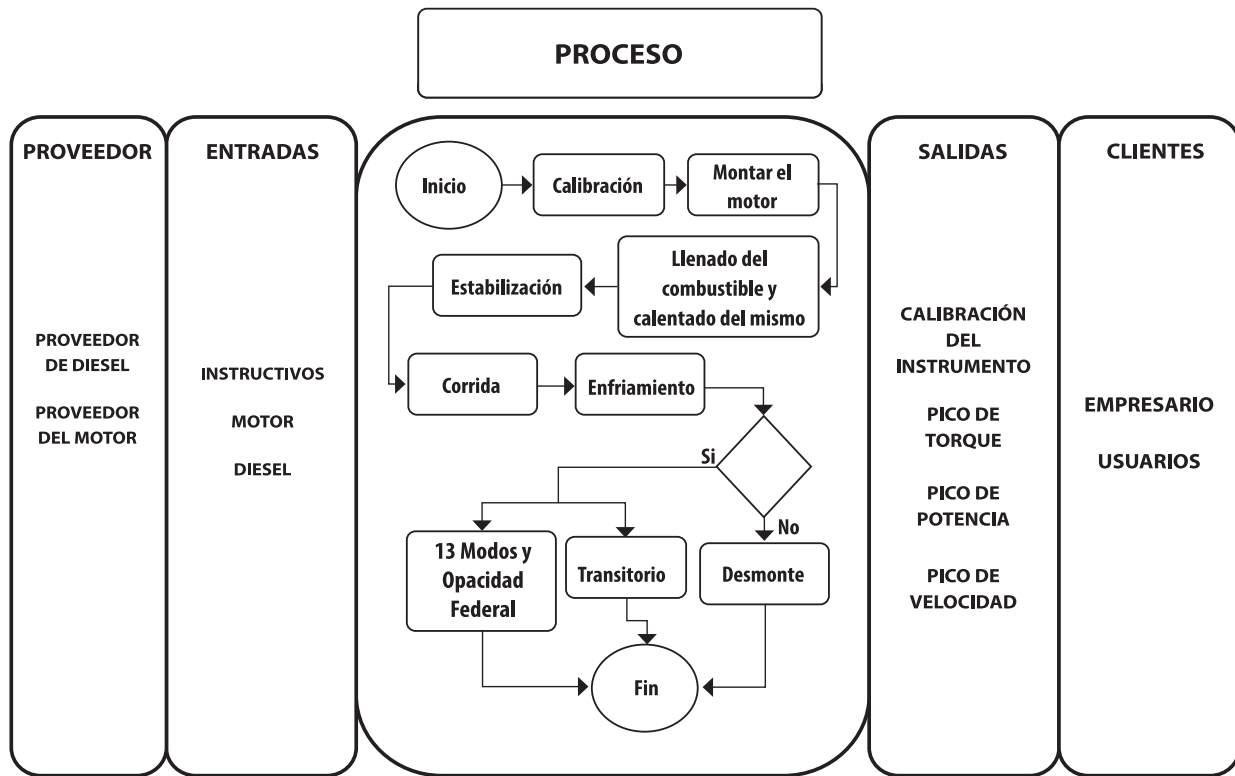 PROCESO
PROVEEDOR
PROVEEDOR
DE DIESEL
PROVEEDOR
DEL MOTOR
ENTRADAS
INSTRUCTIVOS
MOTOR
DIESEL
Inicio
Calibración
Montar el
motor
Llenado del
combustible y
calentado del mismo
Estabilización
Corrida
Enfriamiento
Si
No
13 Modos y
Opacidad
Federal
Transitorio
Desmonte
Fin
SALIDAS
CALIBRACIÓN
DEL
INSTRUMENTO
PICO DE
TORQUE
PICO DE
POTENCIA
PICO DE
VELOCIDAD
CLIENTES
EMPRESARIO
USUARIOS